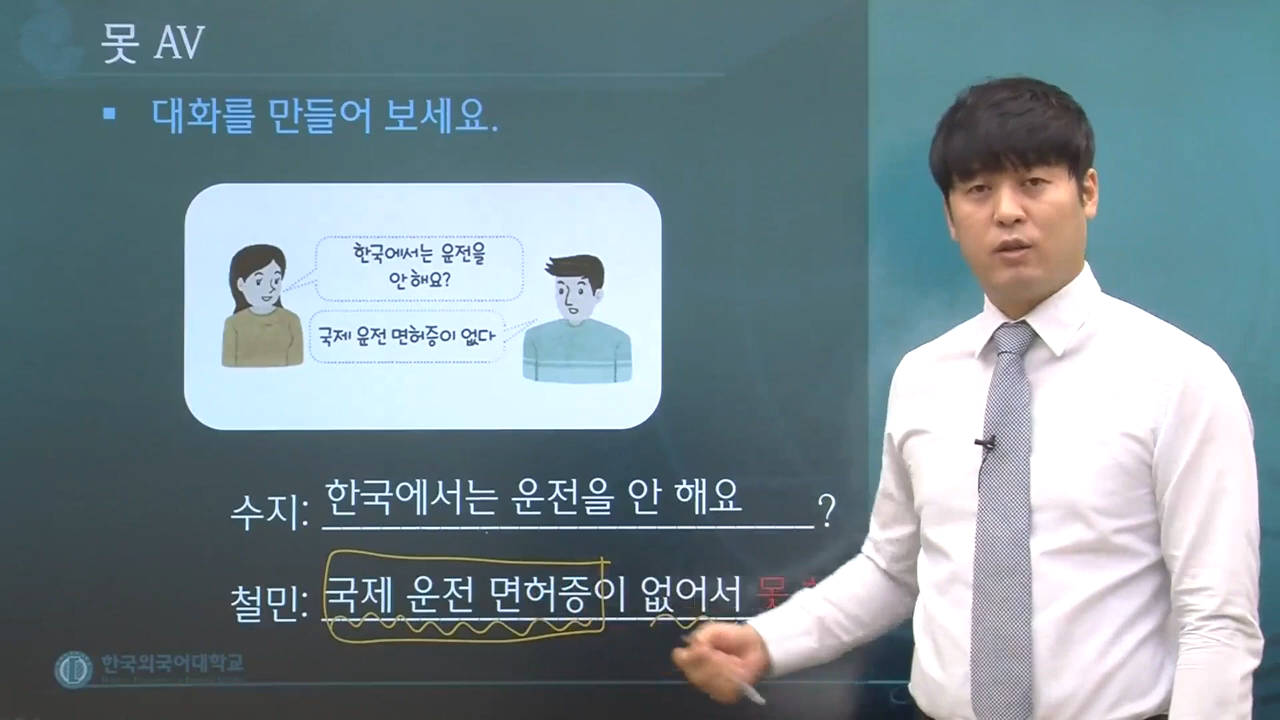 못 AV
▪ 대화를 만들어 보세요.
한국에서는 운전을
안 해요?
국제 운전 면허증이 없다
수지: 한국에서는 운전을 안 해요?
철민: 국제 운전 면허증이 없어서 못
한국외국어대학교